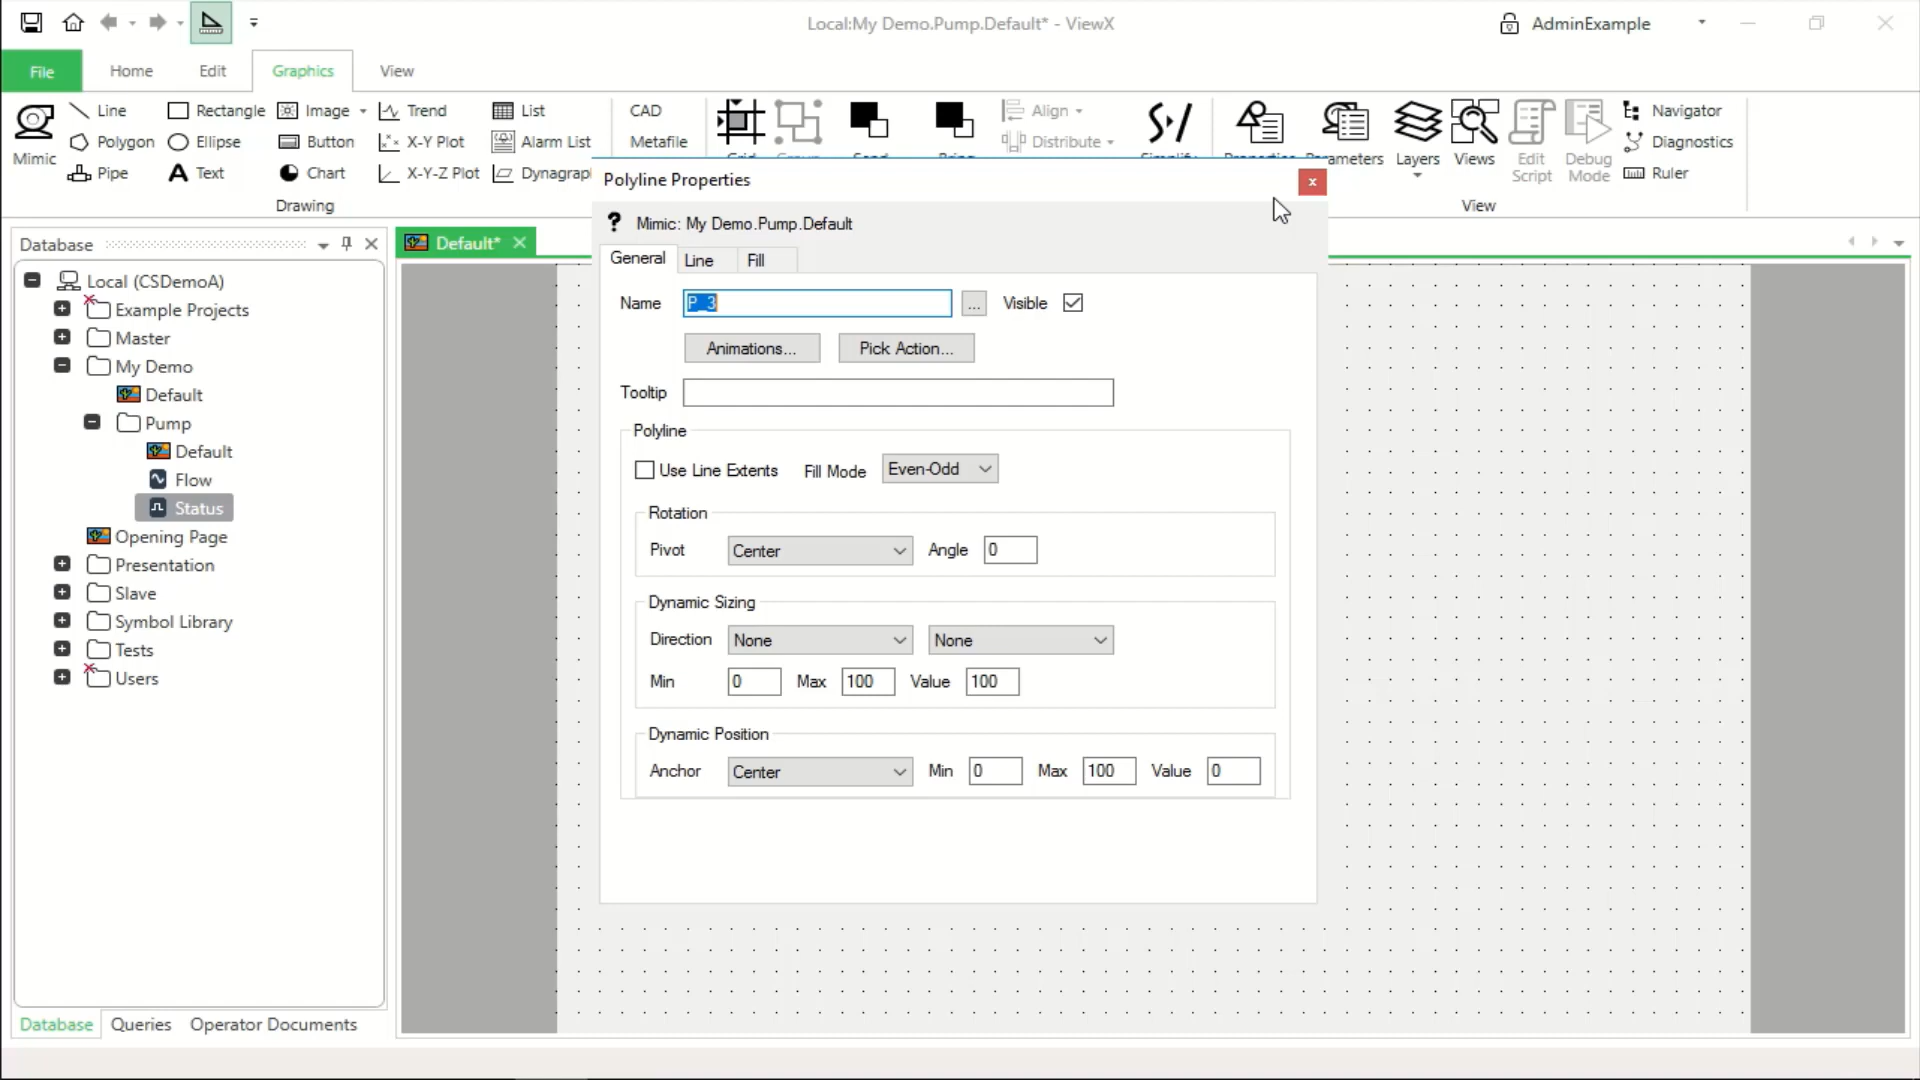 Local:My Demo.Pump.Default* - ViewX
AdminExample
File
Home
Edit
Graphics
View
Line
Rectangle
Image
Trend
List
CAD
Align
Navigator
Polygon
Ellipse
Button
X-Y Plot
Alarm List
Metafile
Distribute
Diagnostics
Mimic
Pipe
Text
Chart
X-Y-Z Plot
Parameters
Layers
Views
Edit
Script
Debug
Mode
Ruler
Drawing
View
Polyline Properties
x
? Mimic: My Demo.Pump.Default
General
Line
Fill
Name
P_3
...
Visible
Animations...
Pick Action...
Tooltip
Polyline
Use Line Extents
Fill Mode
Even-Odd
Rotation
Pivot
Center
Angle
0
Dynamic Sizing
Direction
None
None
Min
0
Max
100
Value
100
Dynamic Position
Anchor
Center
Min
0
Max
100
Value
0
Database
Default*
Local (CSDemoA)
Example Projects
Master
My Demo
Default
Pump
Default
Flow
Status
Opening Page
Presentation
Slave
Symbol Library
Tests
Users
Database
Queries
Operator Documents